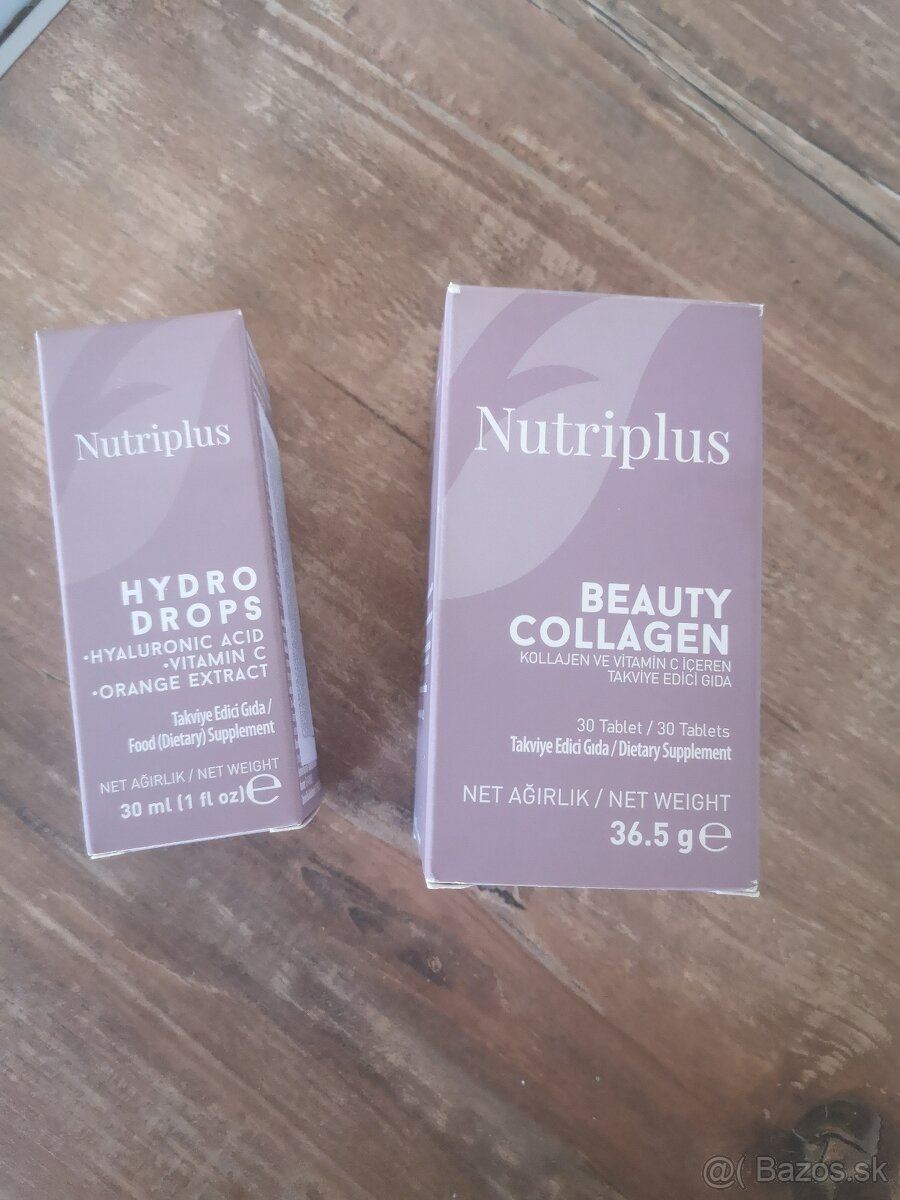 Nutriplus
HYDRO
DROPS
•HYALURONIC ACID
•VITAMIN C
•ORANGE EXTRACT
Takviye Edici Gıda /
Food (Dietary) Supplement
NET AĞIRLIK / NET WEIGHT
30 ml (1 fl oz) ℮
Nutriplus
BEAUTY
COLLAGEN
KOLLAJEN VE VİTAMİN C İÇEREN
TAKVİYE EDİCİ GIDA
30 Tablet / 30 Tablets
Takviye Edici Gıda / Dietary Supplement
NET AĞIRLIK / NET WEIGHT
36.5 g ℮
@( Bazos.sk